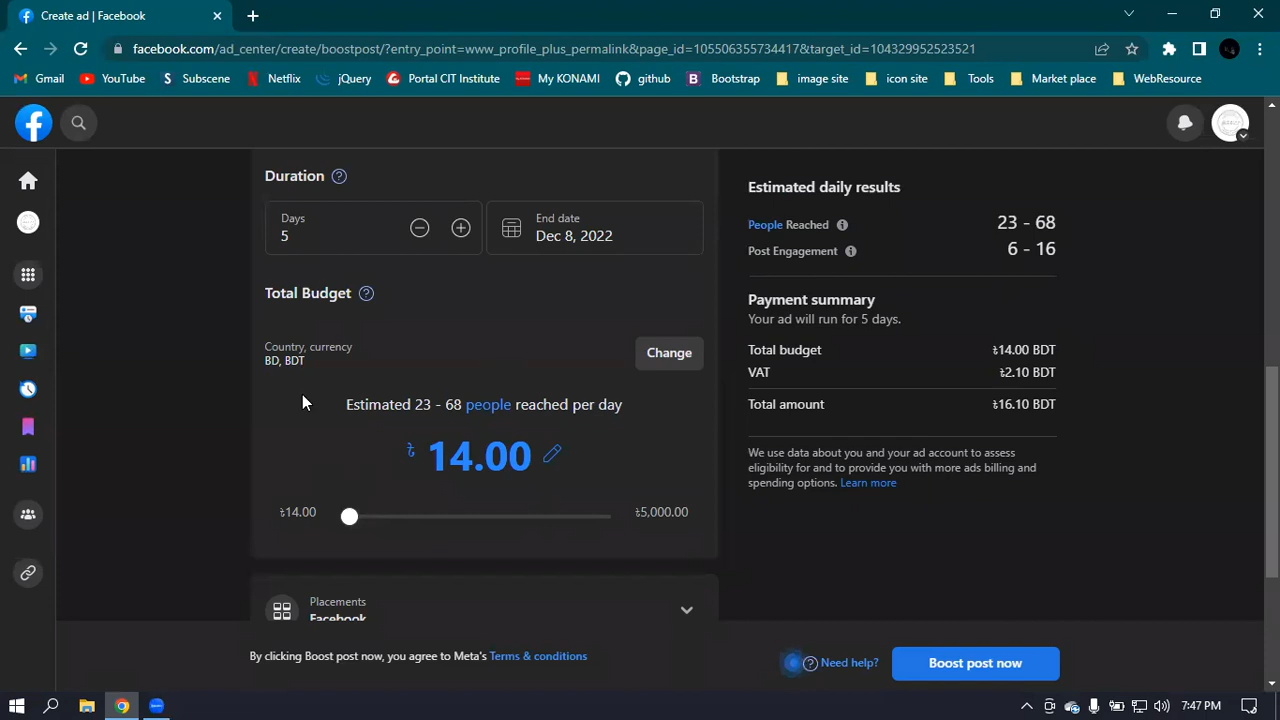 Create ad | Facebook
facebook.com/ad_center/create/boostpost/?entry_point=www_profile_plus_permalink&page_id=105506355734417&target_id=104329952523521
Gmail YouTube Subscene Netflix jQuery Portal CIT Institute My KONAMI github Bootstrap image site icon site Tools Market place WebResource
Duration
Days
5
End date
Dec 8, 2022
Total Budget
Country, currency
BD, BDT
Change
Estimated 23 - 68 people reached per day
৳ 14.00
৳14.00
৳5,000.00
Placements
Facebook
Estimated daily results
People Reached 23 - 68
Post Engagement 6 - 16
Payment summary
Your ad will run for 5 days.
Total budget ৳14.00 BDT
VAT ৳2.10 BDT
Total amount ৳16.10 BDT
We use data about you and your ad account to assess
eligibility for and to provide you with more ads billing and
spending options. Learn more
By clicking Boost post now, you agree to Meta's Terms & conditions
Need help?
Boost post now
7:47 PM